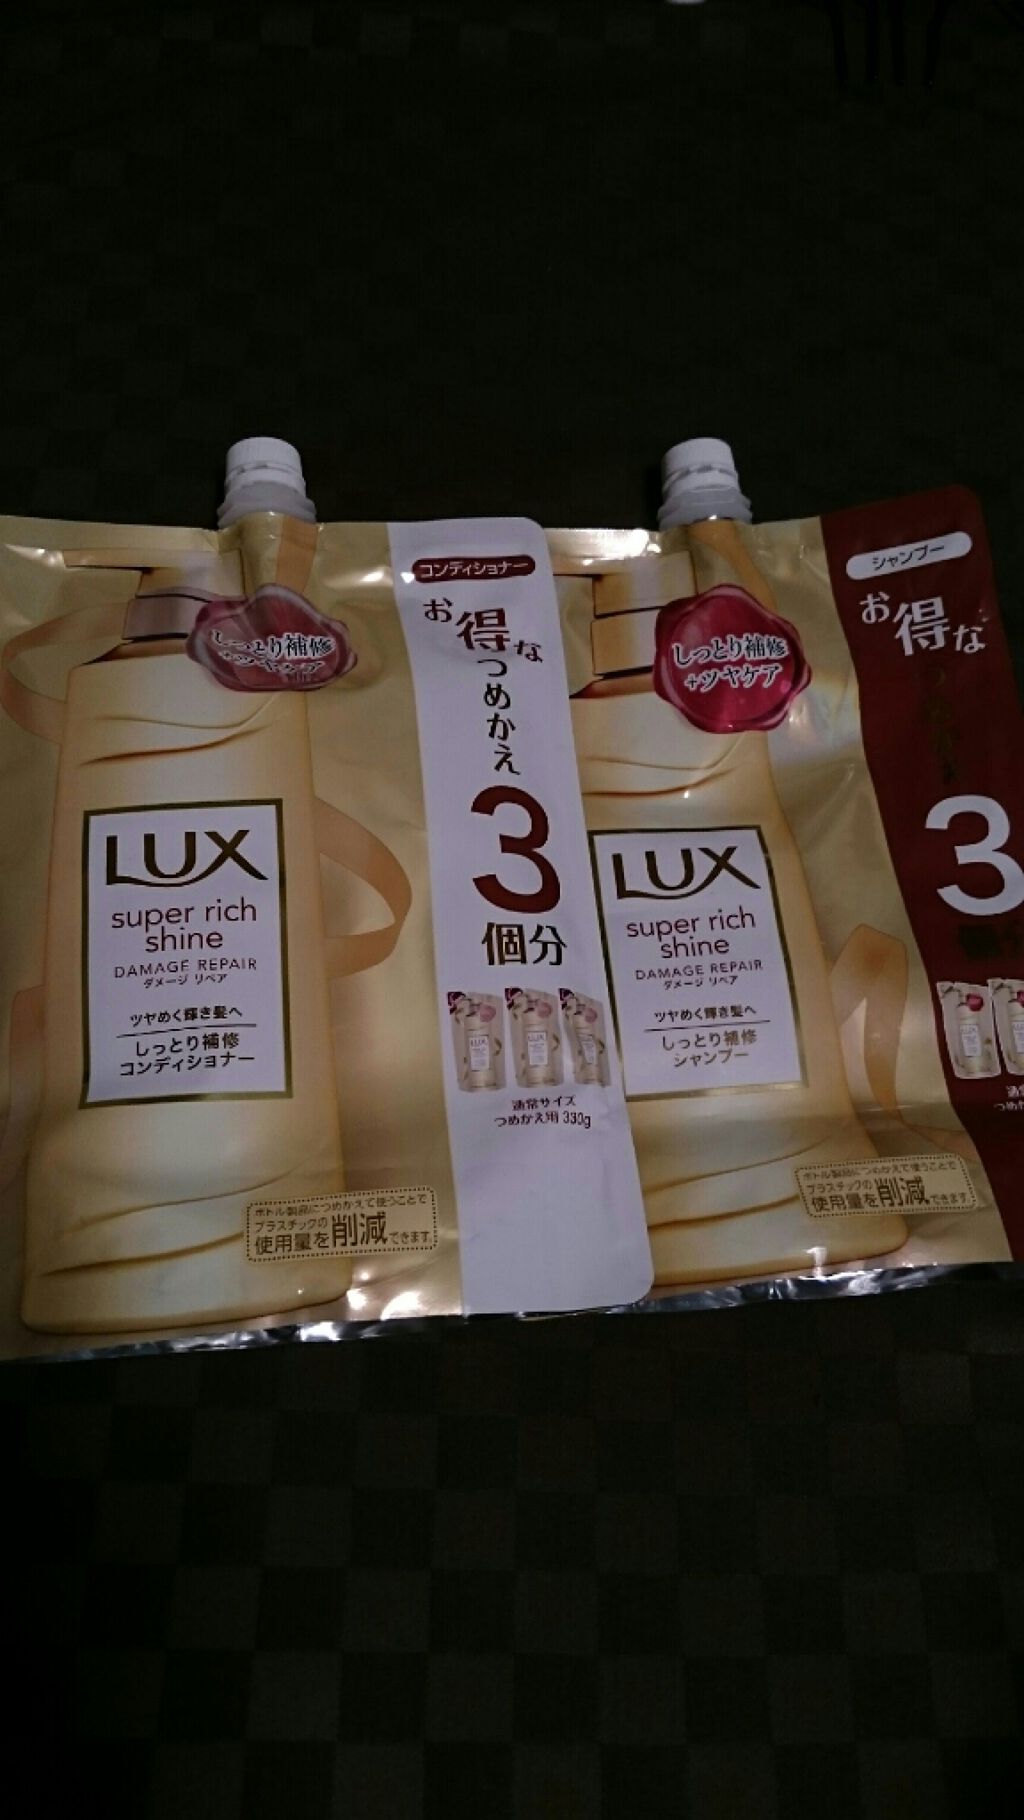 コンディショナー
お得な
つめかえ
3
個分
通常サイズ
つめかえ用 330g
しっとり補修
+ツヤケア
LUX
super rich
shine
DAMAGE REPAIR
ダメージ リペア
ツヤめく輝き髪へ
しっとり補修
コンディショナー
ボトル製品につめかえて使うことで
プラスチックの
使用量を削減できます。
シャンプー
お得な
3
しっとり補修
+ツヤケア
LUX
super rich
shine
DAMAGE REPAIR
ダメージ リペア
ツヤめく輝き髪へ
しっとり補修
シャンプー
ボトル製品につめかえて使うことで
プラスチックの
使用量を削減できます。